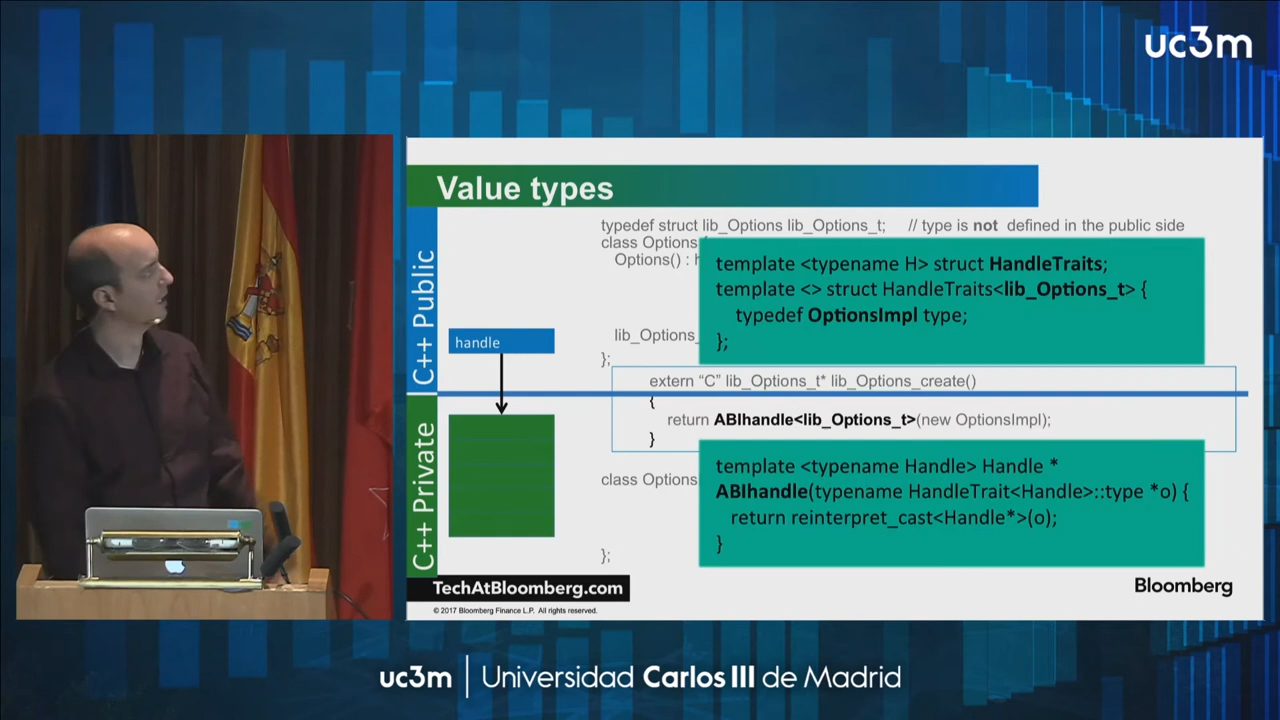 uc3m
Value types
C++ Public
C++ Private
typedef struct lib_Options lib_Options_t; // type is not defined in the public side
class Options
Options() : h
template <typename H> struct HandleTraits;
template <> struct HandleTraits<lib_Options_t> {
typedef OptionsImpl type;
};
handle
lib_Options_
};
extern “C” lib_Options_t* lib_Options_create()
{
return ABIhandle<lib_Options_t>(new OptionsImpl);
}
class Options
template <typename Handle> Handle *
ABIhandle(typename HandleTrait<Handle>::type *o) {
return reinterpret_cast<Handle*>(o);
}
};
TechAtBloomberg.com
Bloomberg
© 2017 Bloomberg Finance L.P. All rights reserved.
uc3m | Universidad Carlos III de Madrid